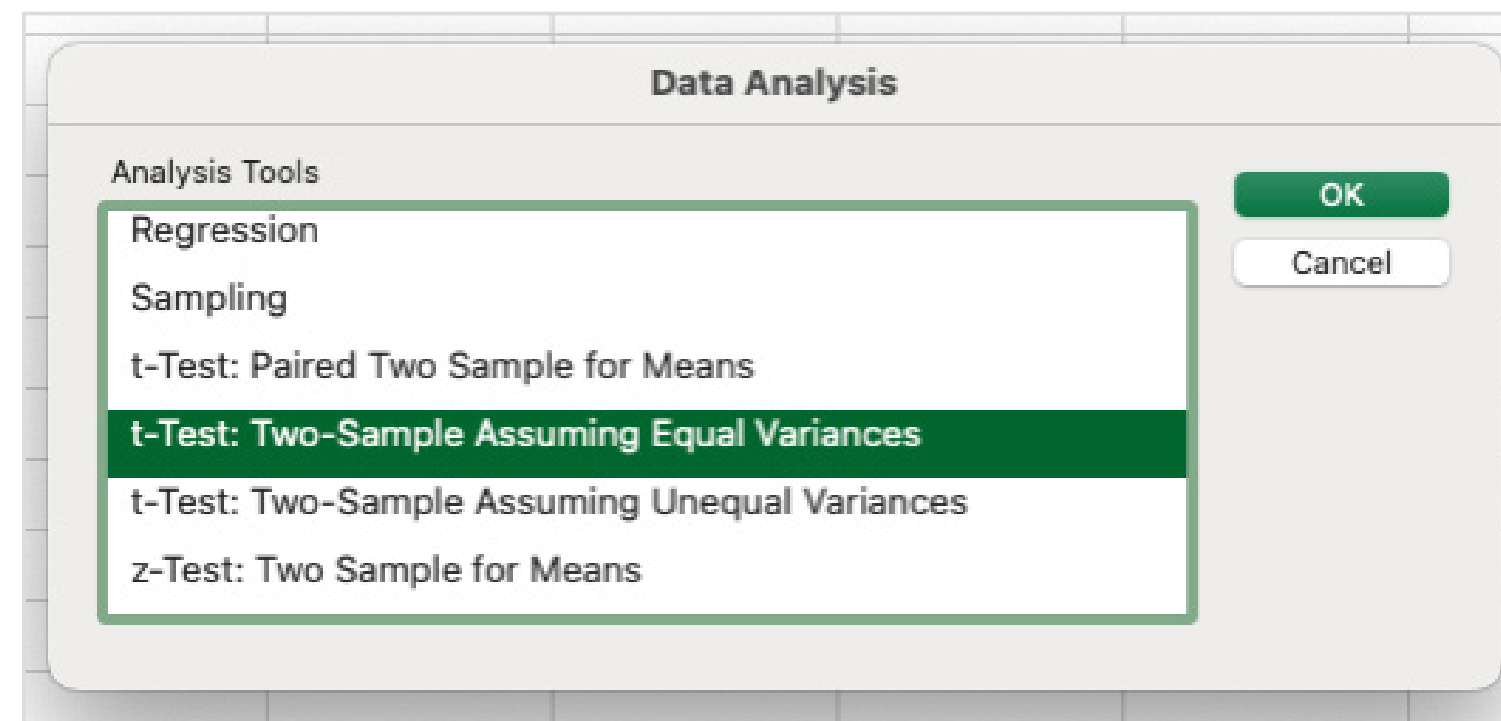 Data Analysis
Analysis Tools
OK
Regression
Cancel
Sampling
t-Test: Paired Two Sample for Means
t-Test: Two-Sample Assuming Equal Variances
t-Test: Two-Sample Assuming Unequal Variances
z-Test: Two Sample for Means